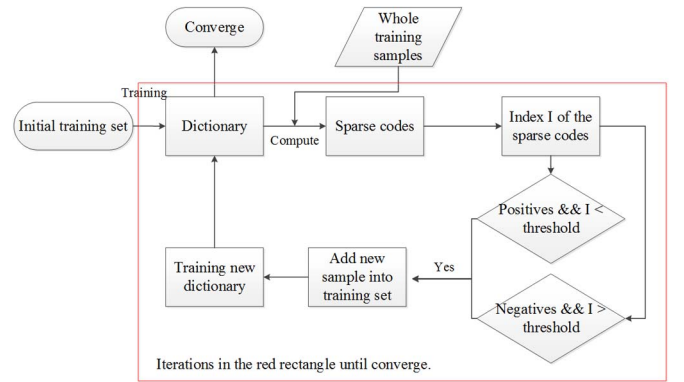 Converge
Whole
training
samples
Training
Initial training set
Dictionary
Compute
Sparse codes
Index I of the
sparse codes
Positives && I <
threshold
Yes
Training new
dictionary
Add new
sample into
training set
Negatives && I >
threshold
Iterations in the red rectangle until converge.